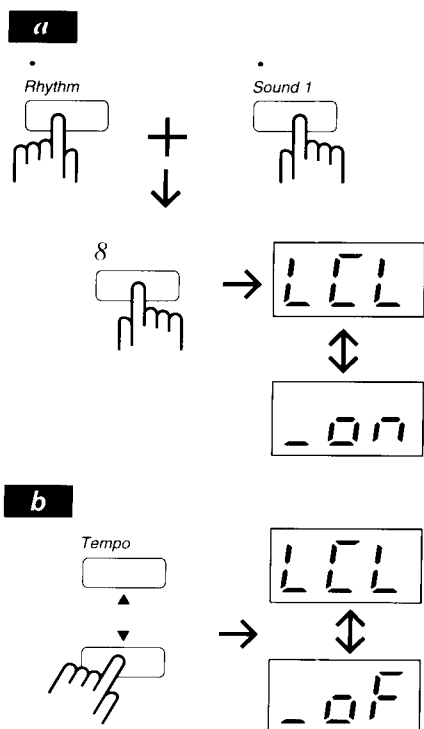 a
Rhythm
Sound 1
+
8
LCL
_on
b
Tempo
LCL
_oF